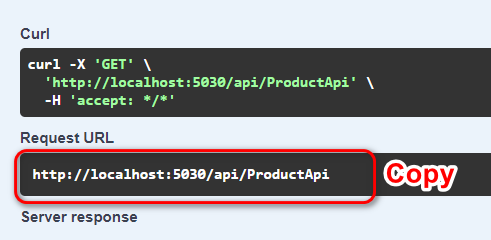 Curl
curl -X 'GET' \
'http://localhost:5030/api/ProductApi' \
-H 'accept: */*'
Request URL
http://localhost:5030/api/ProductApi
Copy
Server response